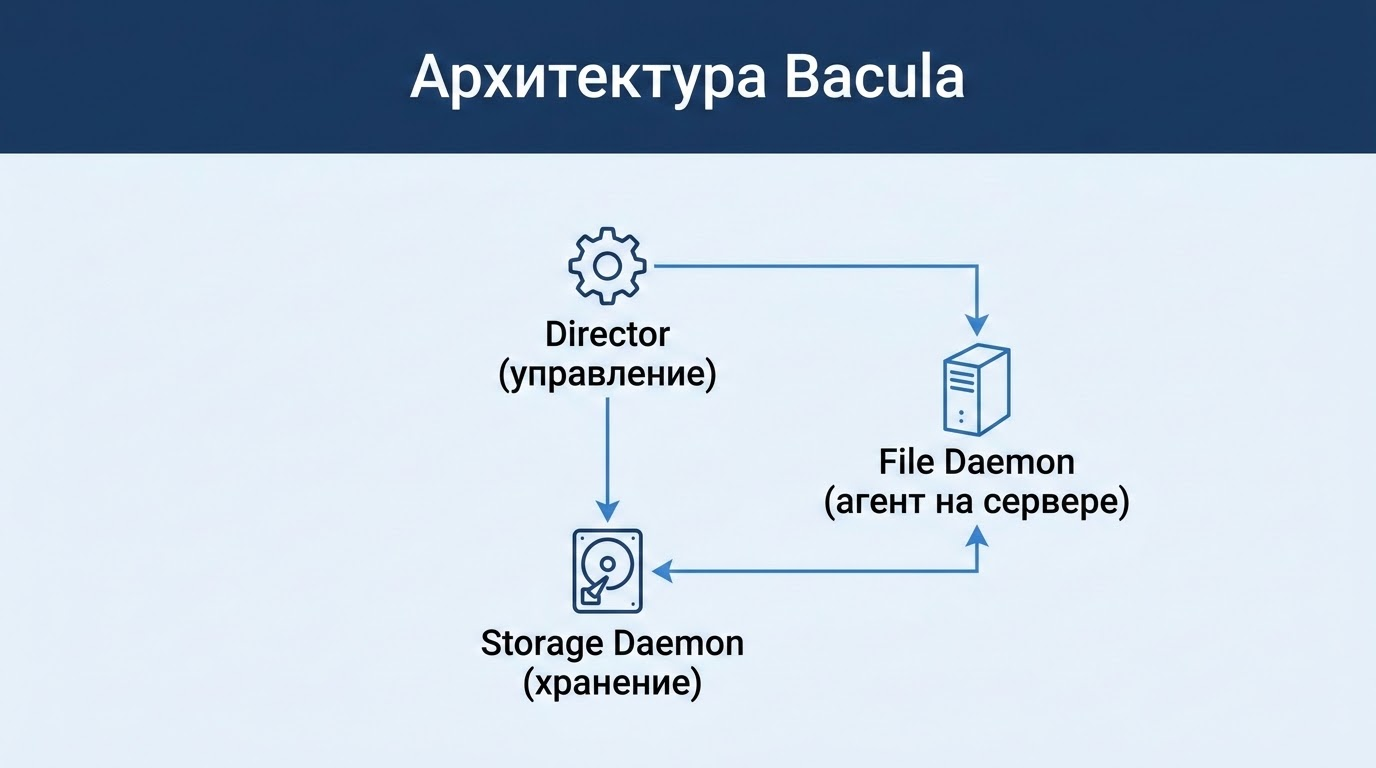 Архитектура Bacula
Director
(управление)
File Daemon
(агент на сервере)
Storage Daemon
(хранение)